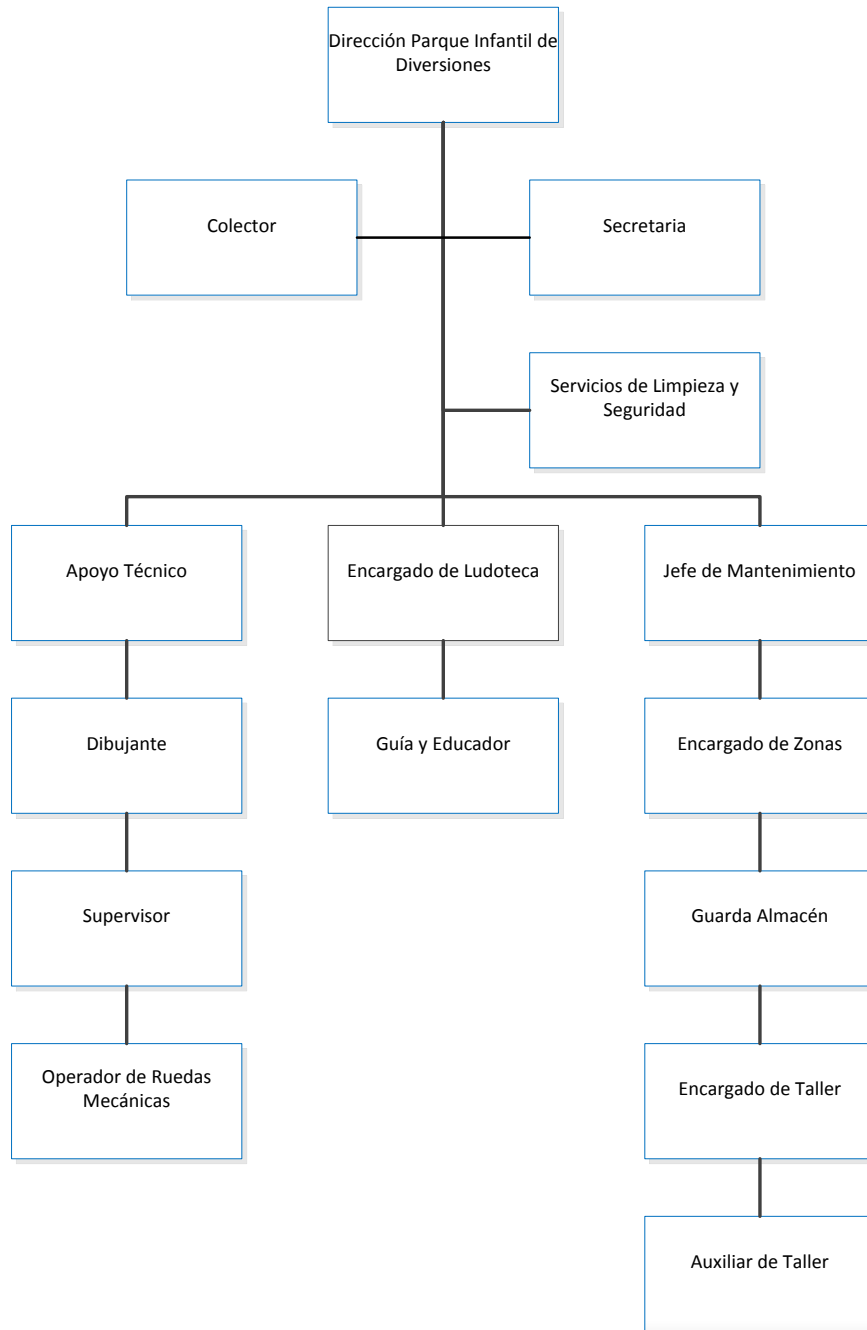 Dirección Parque Infantil de
Diversiones
Colector
Secretaria
Servicios de Limpieza y
Seguridad
Apoyo Técnico
Encargado de Ludoteca
Jefe de Mantenimiento
Dibujante
Guía y Educador
Encargado de Zonas
Supervisor
Guarda Almacén
Operador de Ruedas
Mecánicas
Encargado de Taller
Auxiliar de Taller